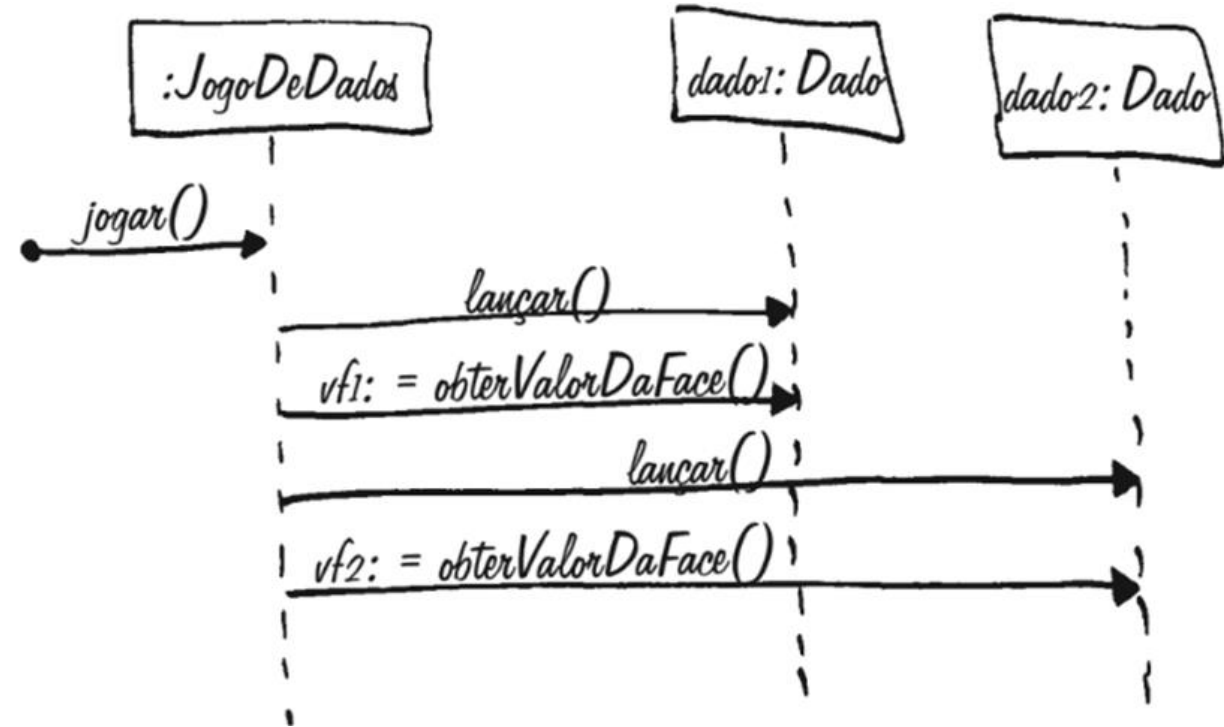 :JogoDeDados
dado1: Dado
dado2: Dado
jogar()
lançar()
vf1: = obterValorDaFace()
lançar()
vf2: = obterValorDaFace()